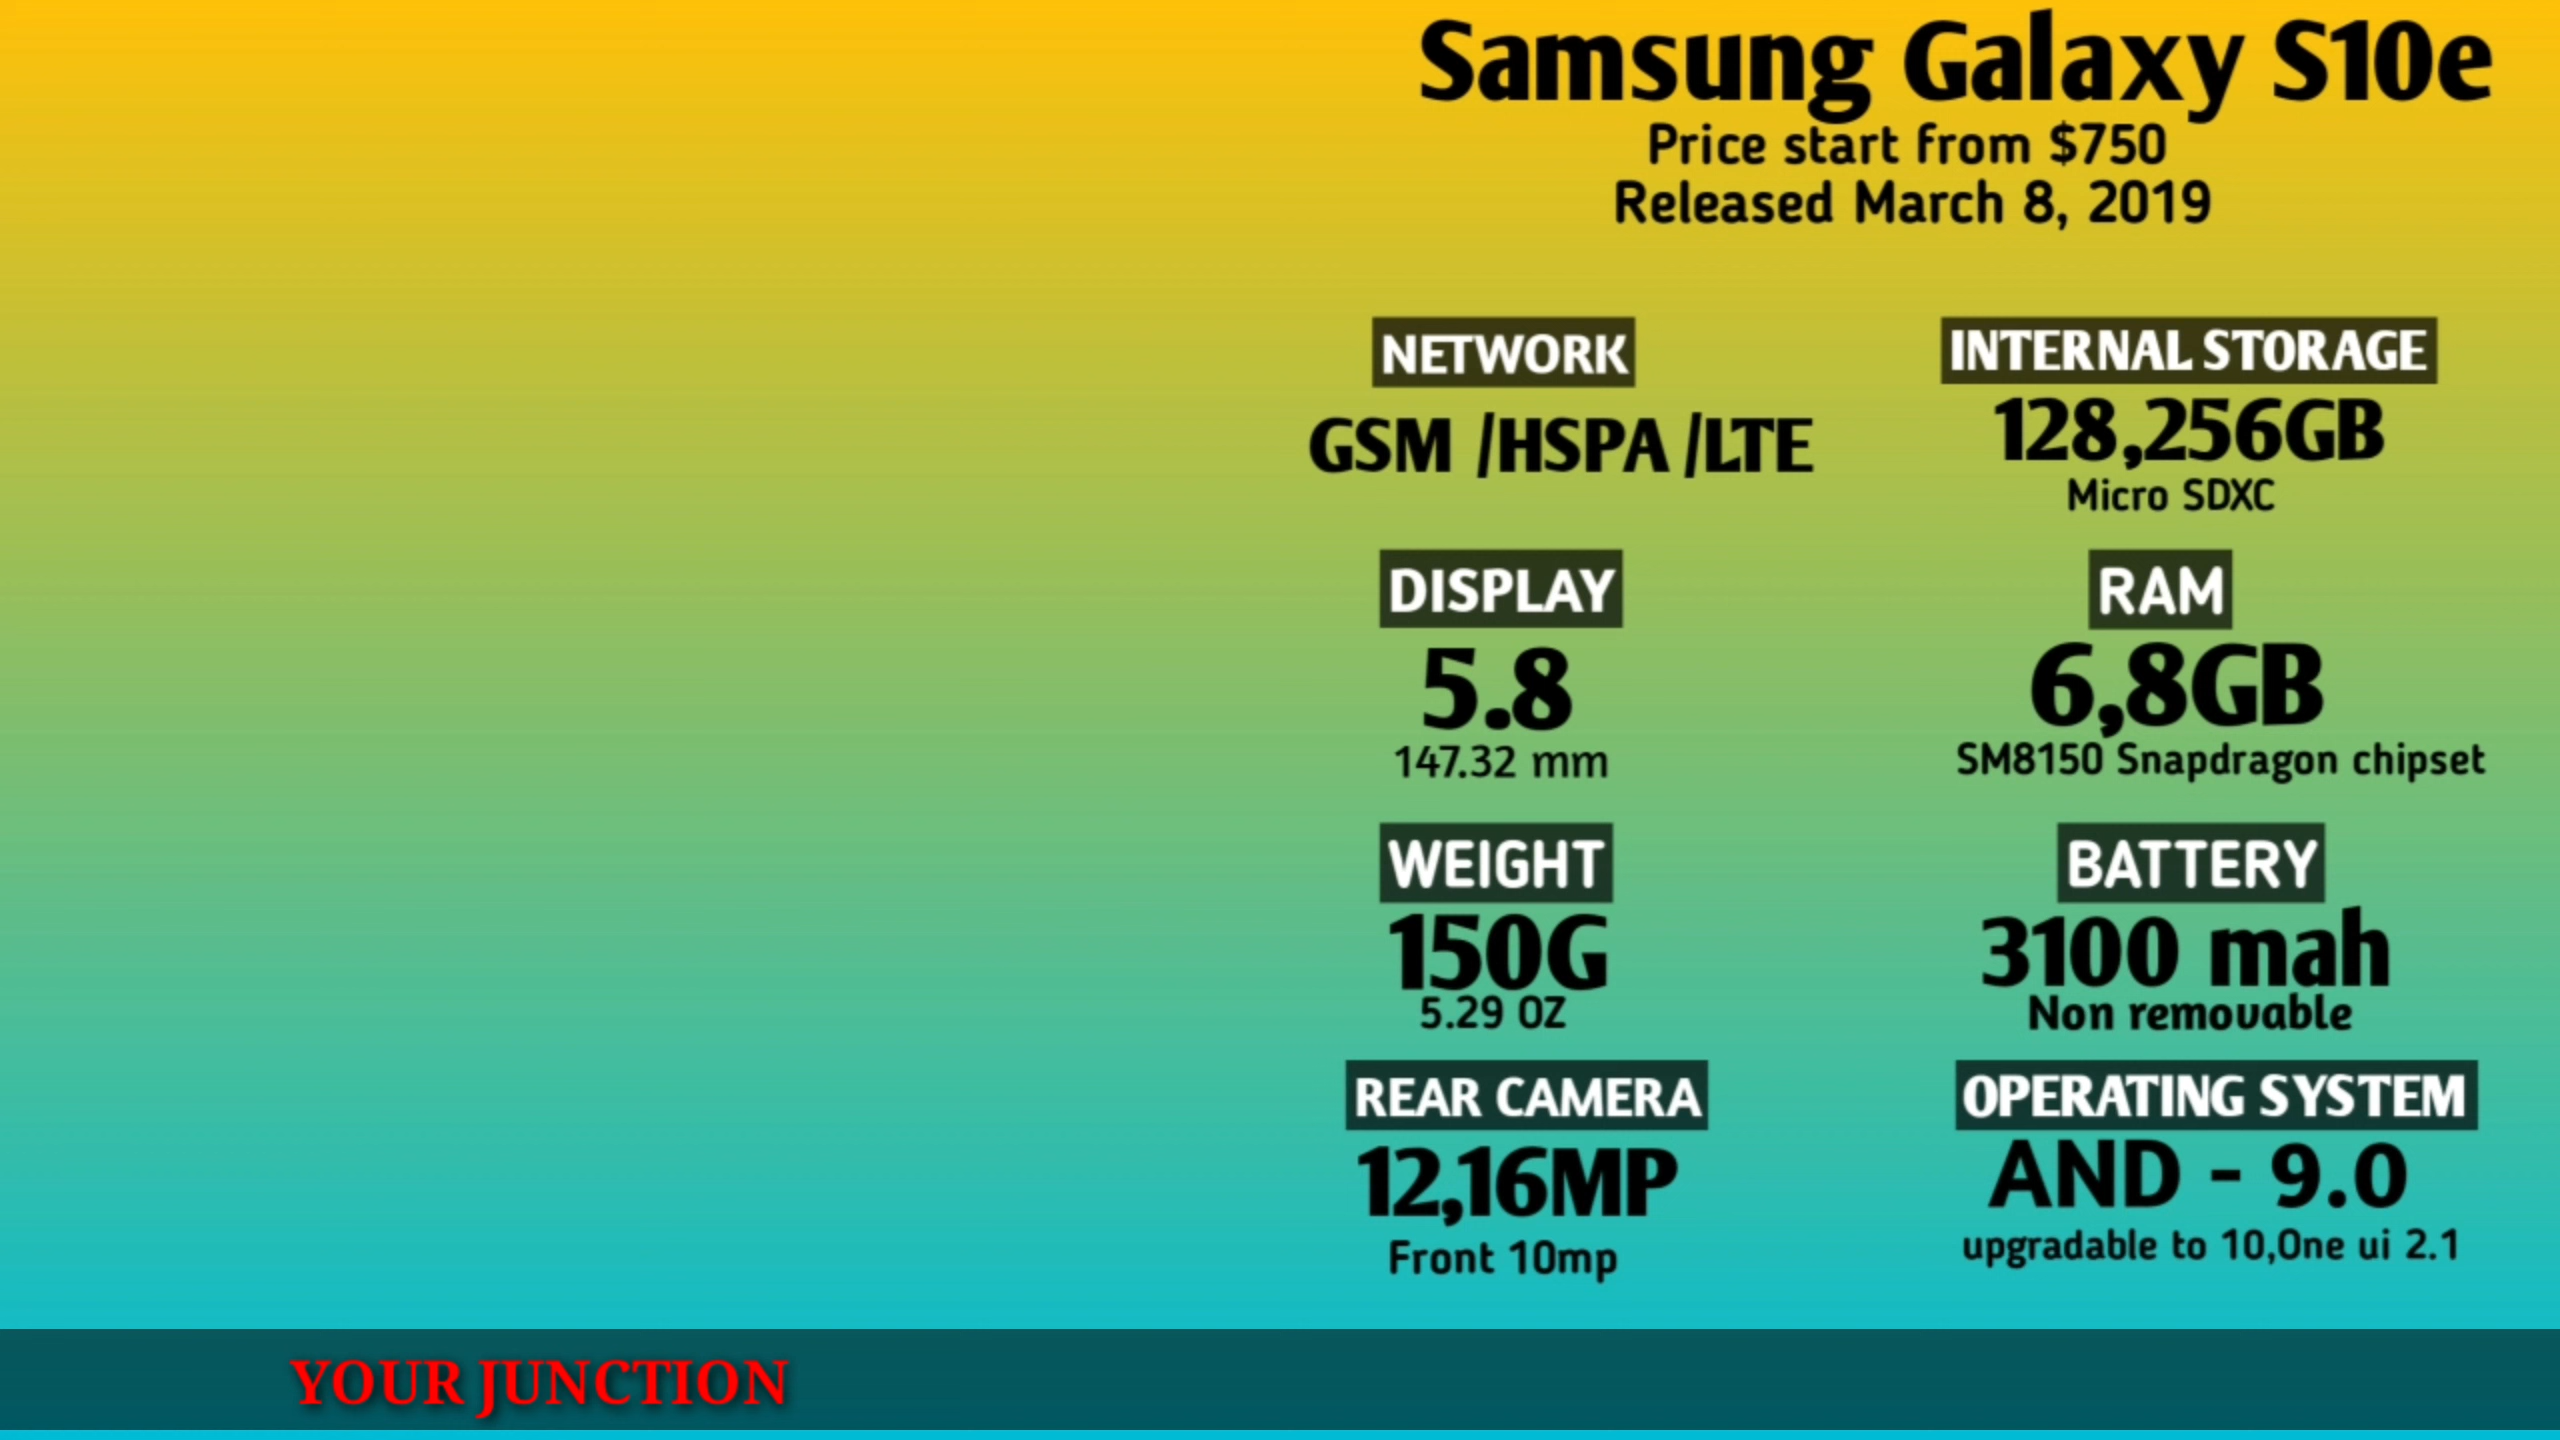 Samsung Galaxy S10e
Price start from $750
Released March 8, 2019
NETWORK
GSM /HSPA /LTE
INTERNAL STORAGE
128,256GB
Micro SDXC
DISPLAY
5.8
147.32 mm
RAM
6,8GB
SM8150 Snapdragon chipset
WEIGHT
150G
5.29 OZ
BATTERY
3100 mah
Non removable
REAR CAMERA
12,16MP
Front 10mp
OPERATING SYSTEM
AND - 9.0
upgradable to 10,One ui 2.1
YOUR JUNCTION